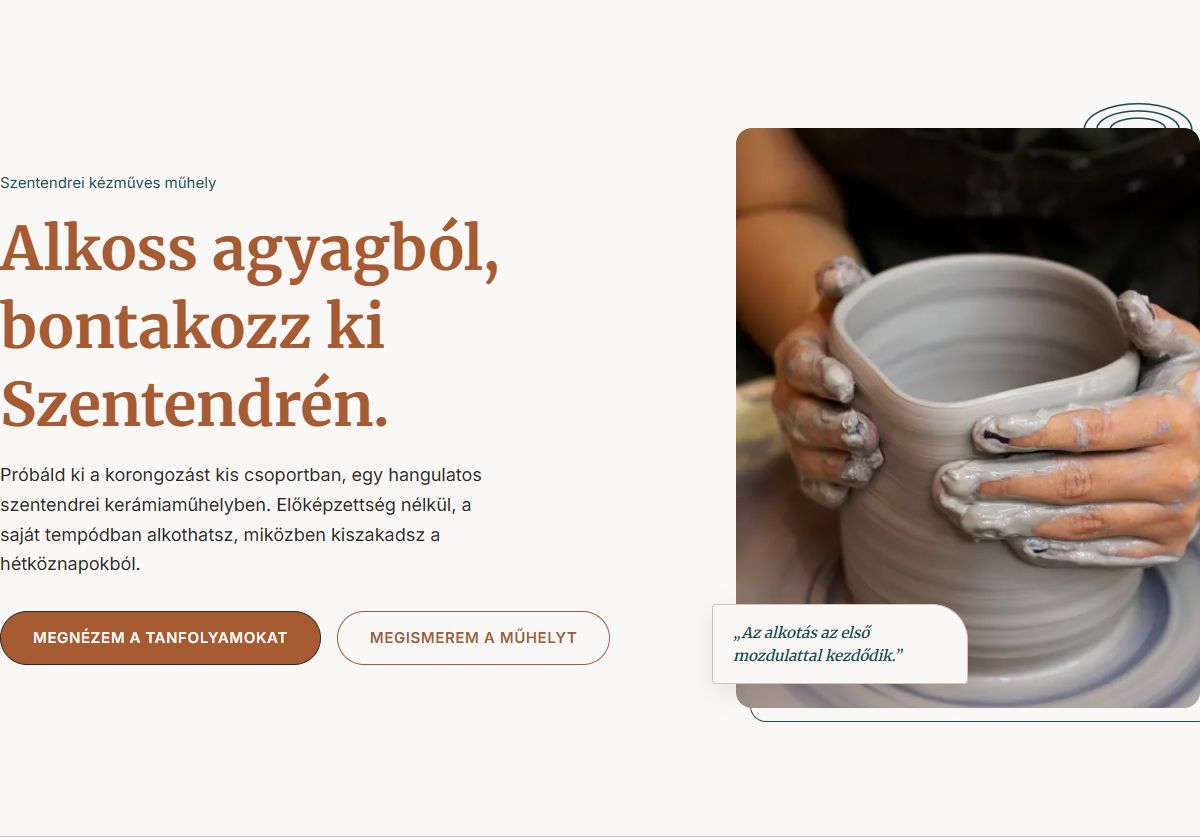 Szentendrei kézműves műhely
Alkoss agyagból,
bontakozz ki
Szentendrén.
Próbáld ki a korongozást kis csoportban, egy hangulatos
szentendrei kerámiaműhelyben. Előképzettség nélkül, a
saját tempódban alkothatsz, miközben kiszakadsz a
hétköznapokból.
MEGNÉZEM A TANFOLYAMOKAT
MEGISMEREM A MŰHELYT
„Az alkotás az első
mozdulattal kezdődik.”